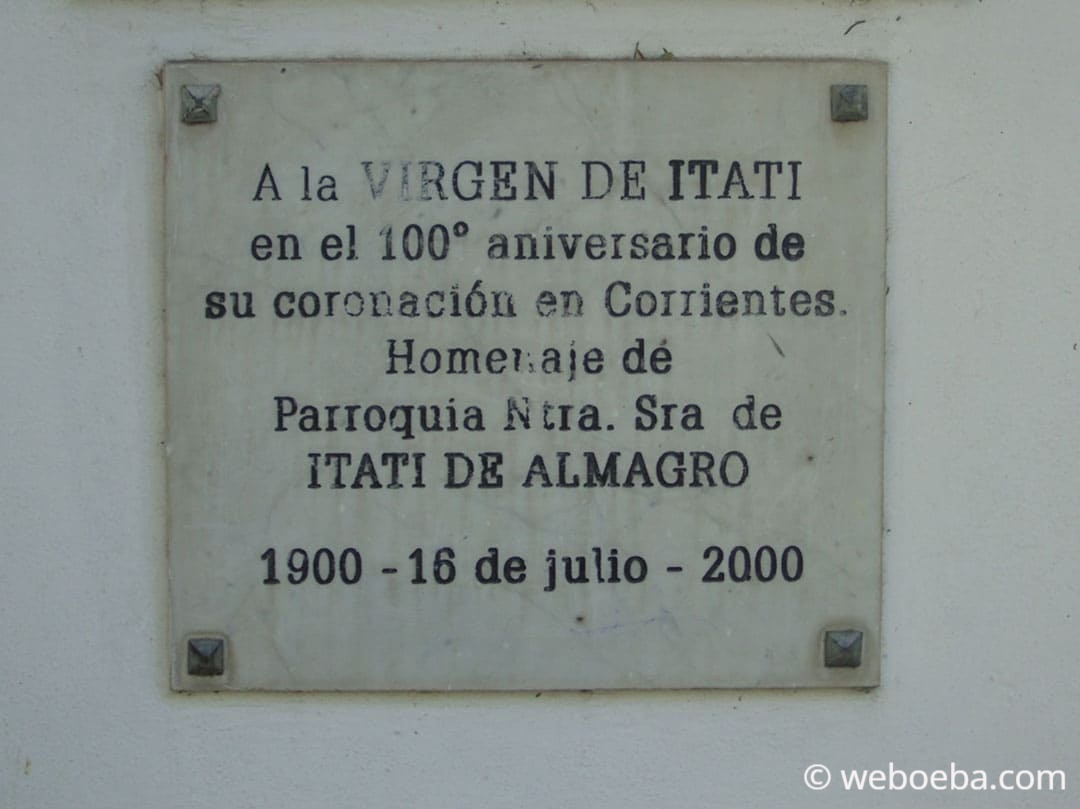 A la VIRGEN DE ITATI
en el 100° aniversario de
su coronación en Corrientes.
Homenaje dé
Parroquia Ntra. Sra de
ITATI DE ALMAGRO
1900 - 16 de julio - 2000
© weboeba.com